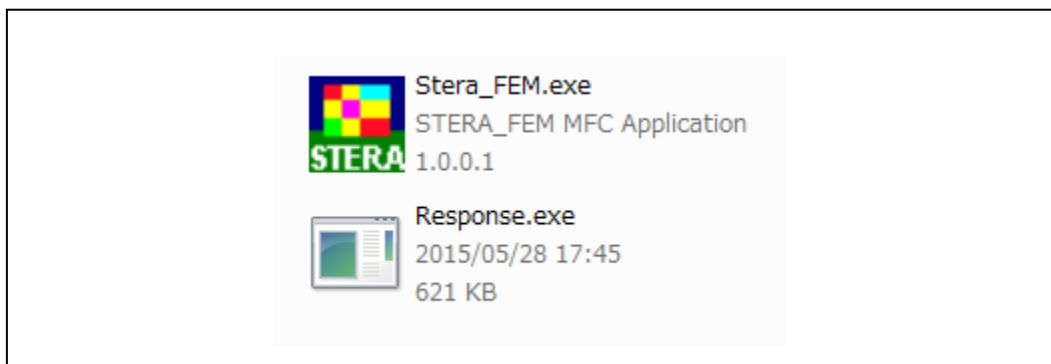 Stera_FEM.exe
STERA_FEM MFC Application
STERA
1.0.0.1
Response.exe
2015/05/28 17:45
621 KB